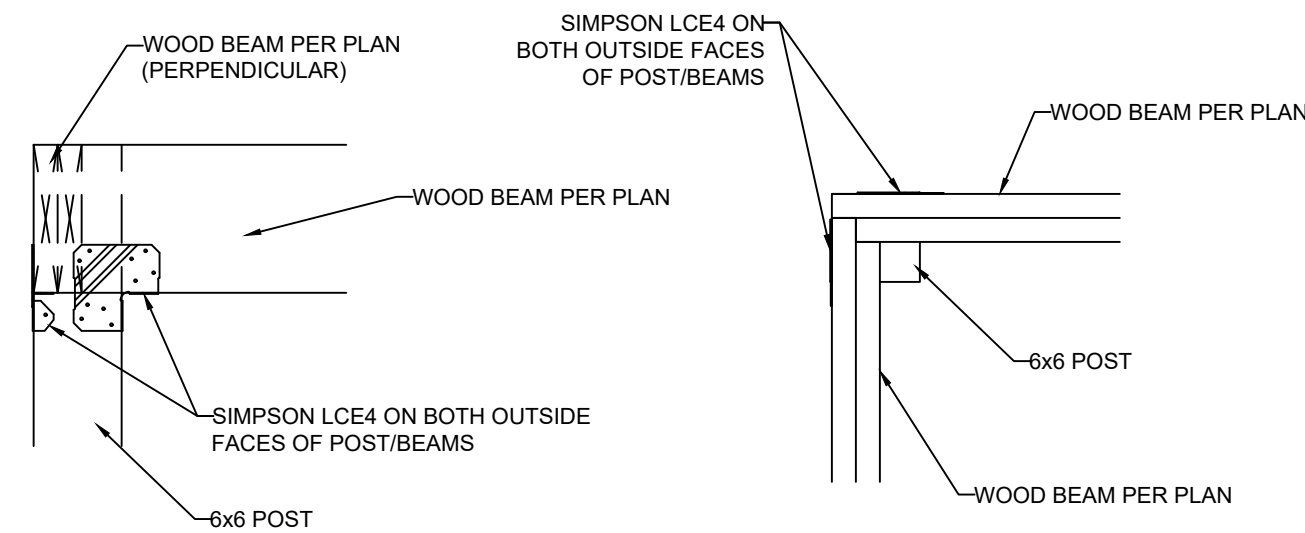 WOOD BEAM PER PLAN
(PERPENDICULAR)
WOOD BEAM PER PLAN
SIMPSON LCE4 ON BOTH OUTSIDE
FACES OF POST/BEAMS
6x6 POST
SIMPSON LCE4 ON
BOTH OUTSIDE FACES
OF POST/BEAMS
WOOD BEAM PER PLAN
6x6 POST
WOOD BEAM PER PLAN